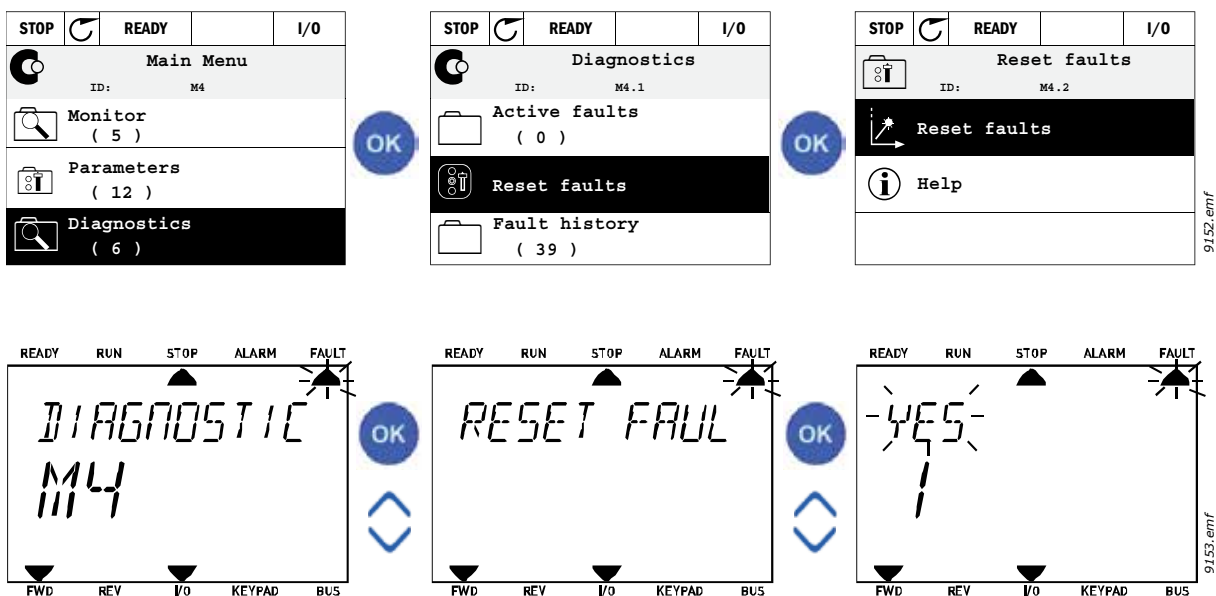 STOP READY I/O
Main Menu
ID: M4
Monitor
( 5 )
Parameters
( 12 )
Diagnostics
( 6 )
OK
STOP READY I/O
Diagnostics
ID: M4.1
Active faults
( 0 )
Reset faults
Fault history
( 39 )
OK
STOP READY I/O
Reset faults
ID: M4.2
Reset faults
i Help
9152.emf
READY RUN STOP ALARM FAULT
DIAGNOSTIC
M4
FWD REV I/0 KEYPAD BUS
OK
READY RUN STOP ALARM FAULT
RESET FAUL
FWD REV I/0 KEYPAD BUS
OK
READY RUN STOP ALARM FAULT
YES
1
FWD REV I/0 KEYPAD BUS
9153.emf